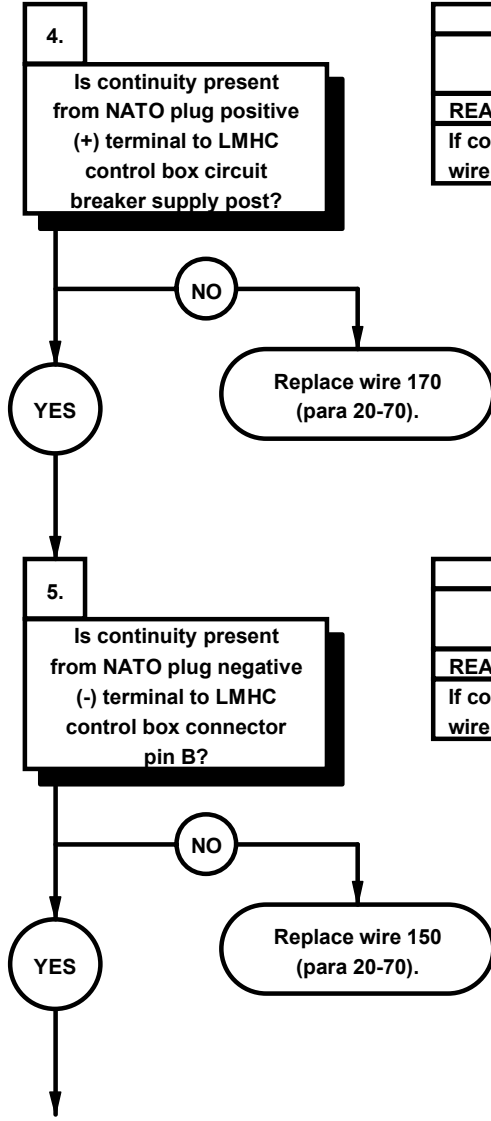 4.
Is continuity present
from NATO plug positive
(+) terminal to LMHC
control box circuit
breaker supply post?
If co
wire
NO
YES
Replace wire 170
(para 20-70).
5.
Is continuity present
from NATO plug negative
(-) terminal to LMHC
control box connector
pin B?
If co
wire
NO
YES
Replace wire 150
(para 20-70).